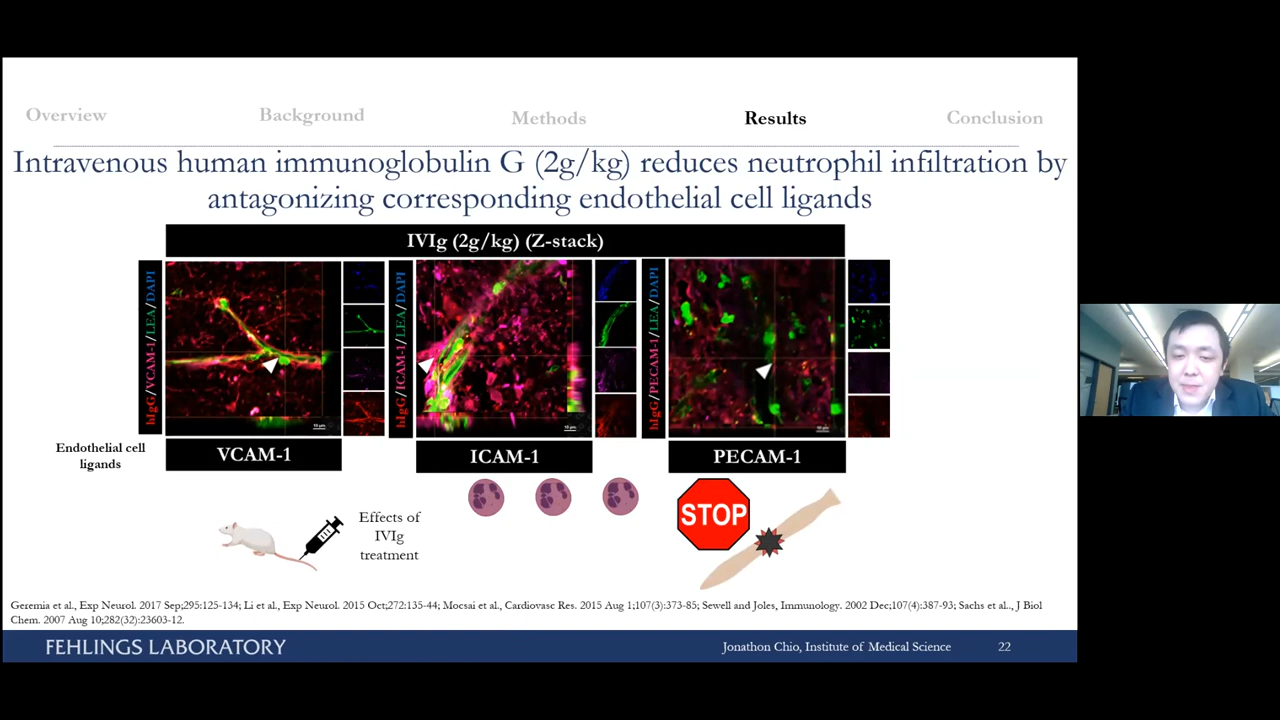 Overview
Background
Methods
Results
Conclusion
Intravenous human immunoglobulin G (2g/kg) reduces neutrophil infiltration by
antagonizing corresponding endothelial cell ligands
IVIg (2g/kg) (Z-stack)
hIgG/VCAM-1/LEA/DAPI
hIgG/ICAM-1/LEA/DAPI
hIgG/PECAM-1/LEA/DAPI
10 µm
10 µm
10 µm
Endothelial cell
ligands
VCAM-1
ICAM-1
PECAM-1
Effects of
IVIg
treatment
STOP
Geremia et al., Exp Neurol. 2017 Sep;295:125-134; Li et al., Exp Neurol. 2015 Oct;272:135-44; Mocsai et al., Cardiovasc Res. 2015 Aug 1;107(3):373-85; Sewell and Joles, Immunology. 2002 Dec;107(4):387-93; Sachs et al.., J Biol
Chem. 2007 Aug 10;282(32):23603-12.
FEHLINGS LABORATORY
Jonathon Chio, Institute of Medical Science
22